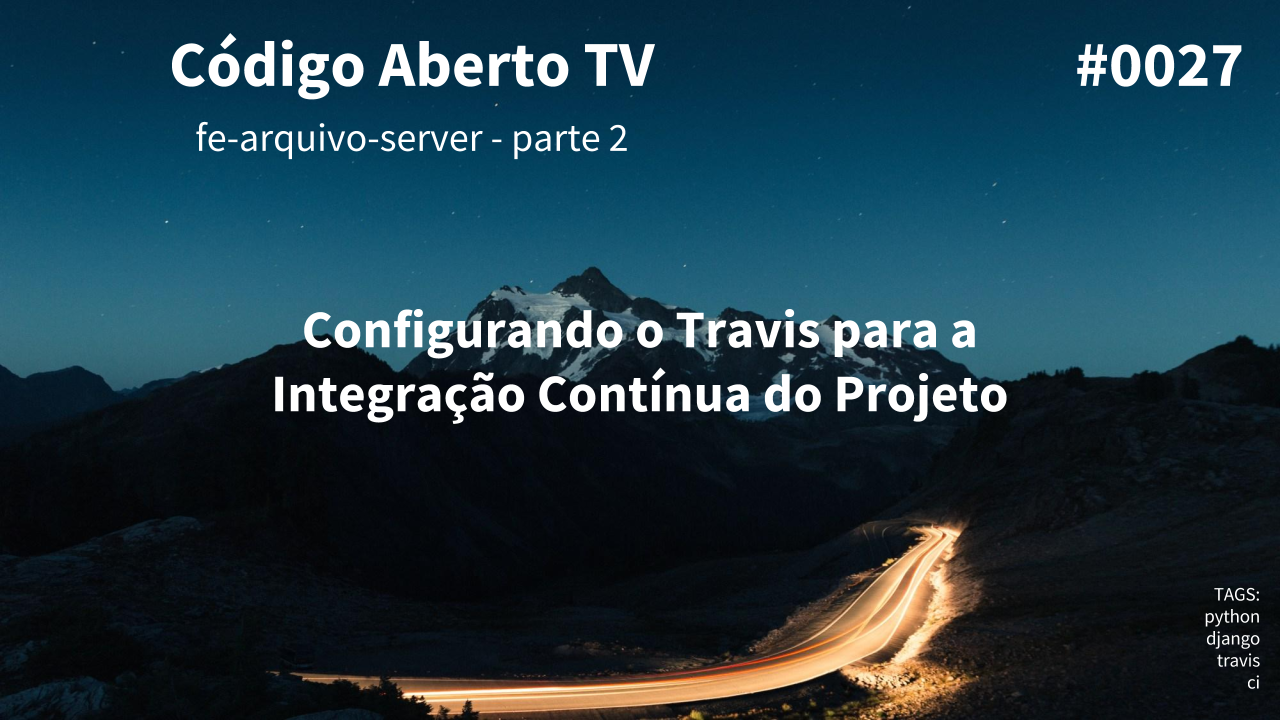 Código Aberto TV
#0027
fe-arquivo-server - parte 2
Configurando o Travis para a
Integração Contínua do Projeto
TAGS:
python
django
travis
ci